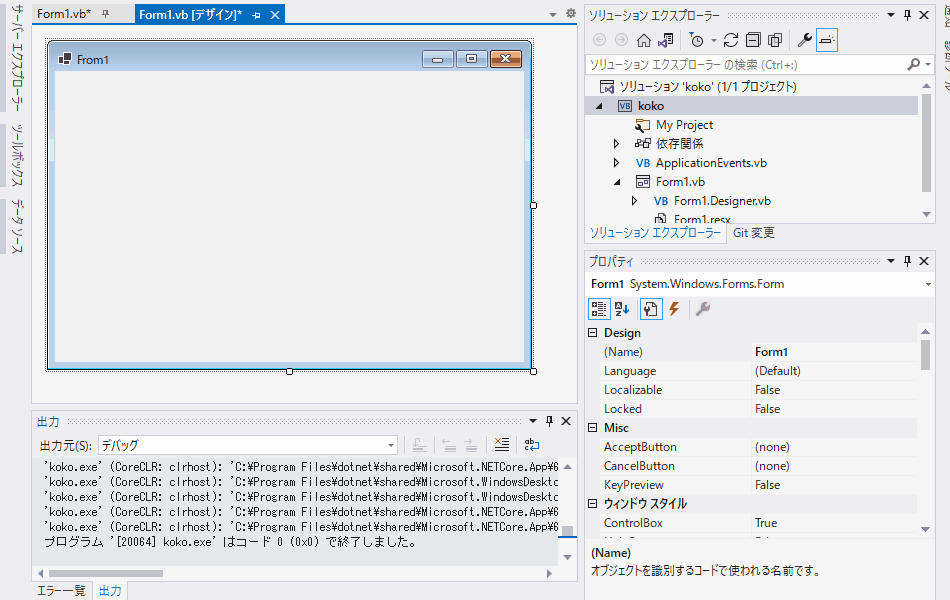 サーバー エクスプローラー
ツールボックス
データ ソース
Form1.vb*
Form1.vb [デザイン]*
From1
出力
出力元(S): デバッグ
'koko.exe' (CoreCLR: clrhost): 'C:¥Program Files¥dotnet¥shared¥Microsoft.NETCore.App¥6
'koko.exe' (CoreCLR: clrhost): 'C:¥Program Files¥dotnet¥shared¥Microsoft.WindowsDeskto
'koko.exe' (CoreCLR: clrhost): 'C:¥Program Files¥dotnet¥shared¥Microsoft.WindowsDeskto
'koko.exe' (CoreCLR: clrhost): 'C:¥Program Files¥dotnet¥shared¥Microsoft.NETCore.App¥6
'koko.exe' (CoreCLR: clrhost): 'C:¥Program Files¥dotnet¥shared¥Microsoft.NETCore.App¥6
プログラム '[20064] koko.exe' はコード 0 (0x0) で終了しました。
エラー一覧 出力
ソリューション エクスプローラー
ソリューション エクスプローラー の検索 (Ctrl+:)
ソリューション 'koko' (1/1 プロジェクト)
VB koko
My Project
依存関係
VB ApplicationEvents.vb
Form1.vb
VB Form1.Designer.vb
Form1.resx
ソリューション エクスプローラー Git 変更
プロパティ
Form1 System.Windows.Forms.Form
Design
(Name) Form1
Language (Default)
Localizable False
Locked False
Misc
AcceptButton (none)
CancelButton (none)
KeyPreview False
ウィンドウ スタイル
ControlBox True
(Name)
オブジェクトを識別するコードで使われる名前です。